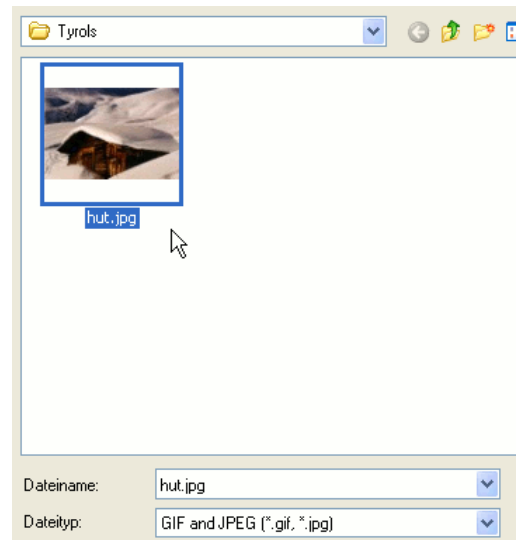 Tyrols
hut.jpg
Dateiname:
hut.jpg
Dateityp:
GIF and JPEG (*.gif, *.jpg)